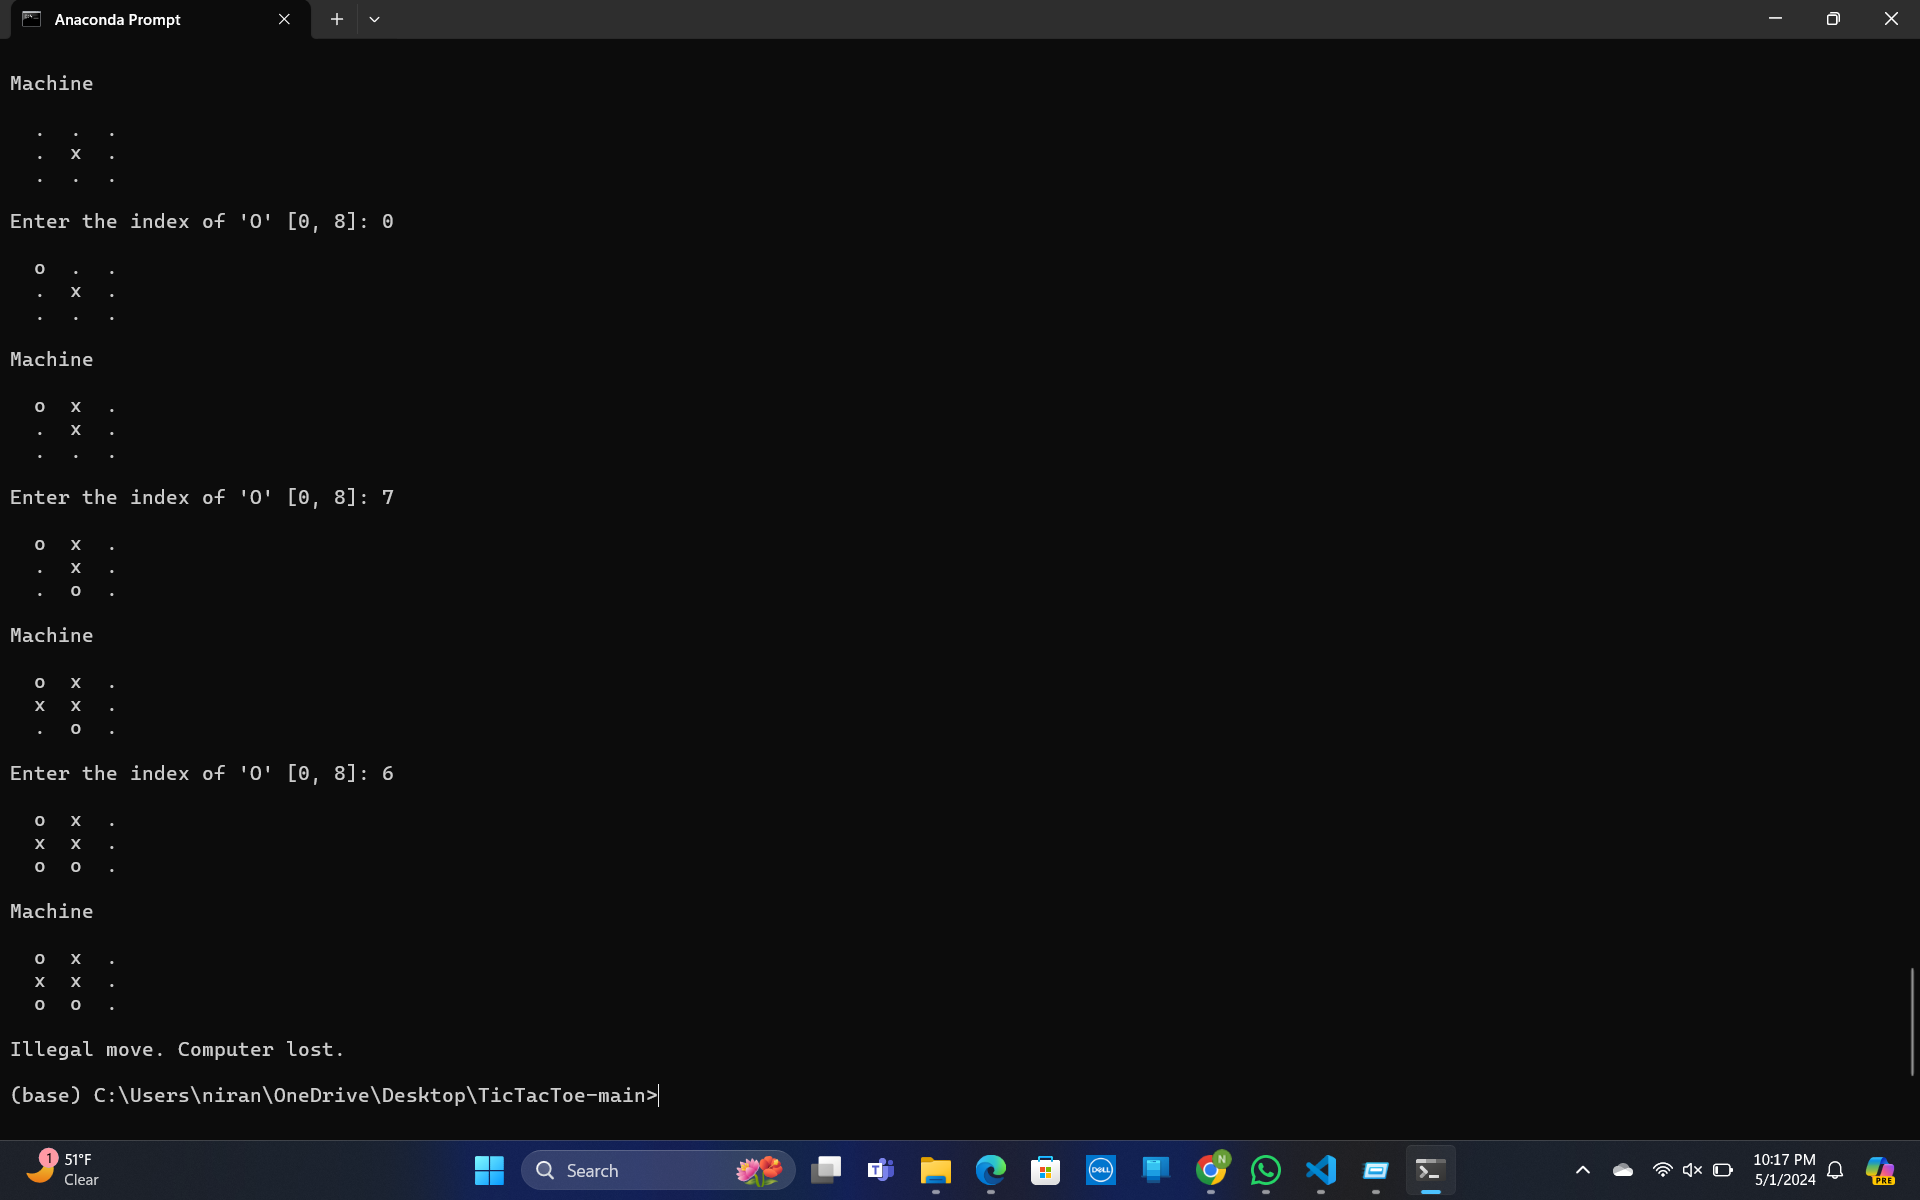 Anaconda Prompt
Machine
. . .
. x .
. . .
Enter the index of 'O' [0, 8]: 0
o . .
. x .
. . .
Machine
o x .
. x .
. . .
Enter the index of 'O' [0, 8]: 7
o x .
. x .
. o .
Machine
o x .
x x .
. o .
Enter the index of 'O' [0, 8]: 6
o x .
x x .
o o .
Machine
o x .
x x .
o o .
Illegal move. Computer lost.
(base) C:\Users\niran\OneDrive\Desktop\TicTacToe-main>
1
51°F
Clear
Search
T
DELL
N
10:17 PM
5/1/2024
PRE